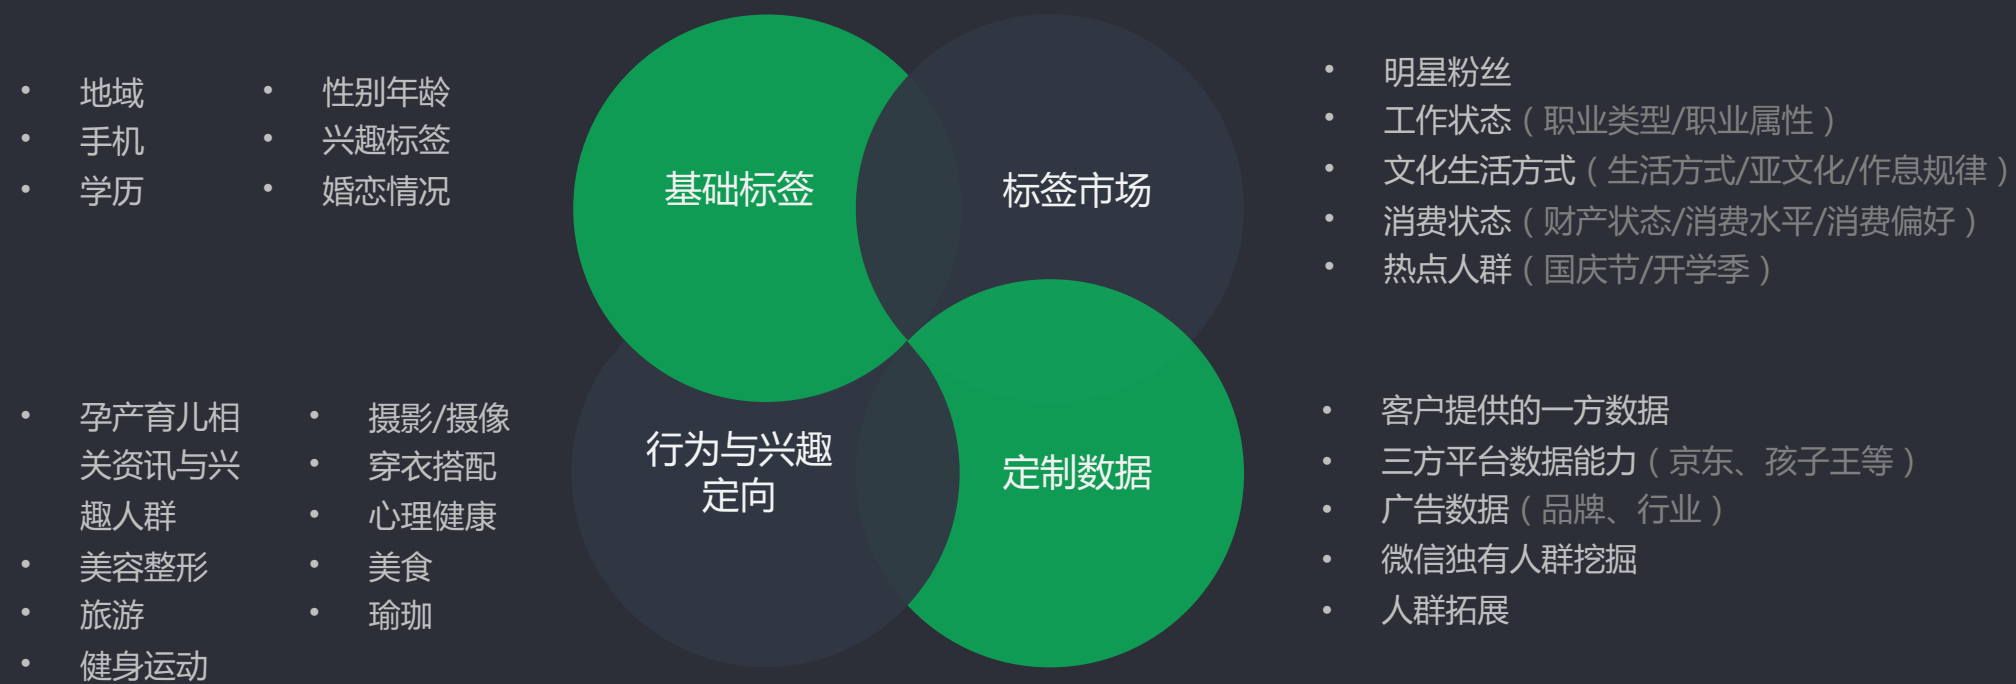 • 地域
• 手机
• 学历
• 性别年龄
• 兴趣标签
• 婚恋情况
基础标签
标签市场
• 明星粉丝
• 工作状态（职业类型/职业属性）
• 文化生活方式（生活方式/亚文化/作息规律）
• 消费状态（财产状态/消费水平/消费偏好）
• 热点人群（国庆节/开学季）
• 孕产育儿相
关资讯与兴
趣人群
• 美容整形
• 旅游
• 健身运动
• 摄影/摄像
• 穿衣搭配
• 心理健康
• 美食
• 瑜珈
行为与兴趣
定向
定制数据
• 客户提供的一方数据
• 三方平台数据能力（京东、孩子王等）
• 广告数据（品牌、行业）
• 微信独有人群挖掘
• 人群拓展